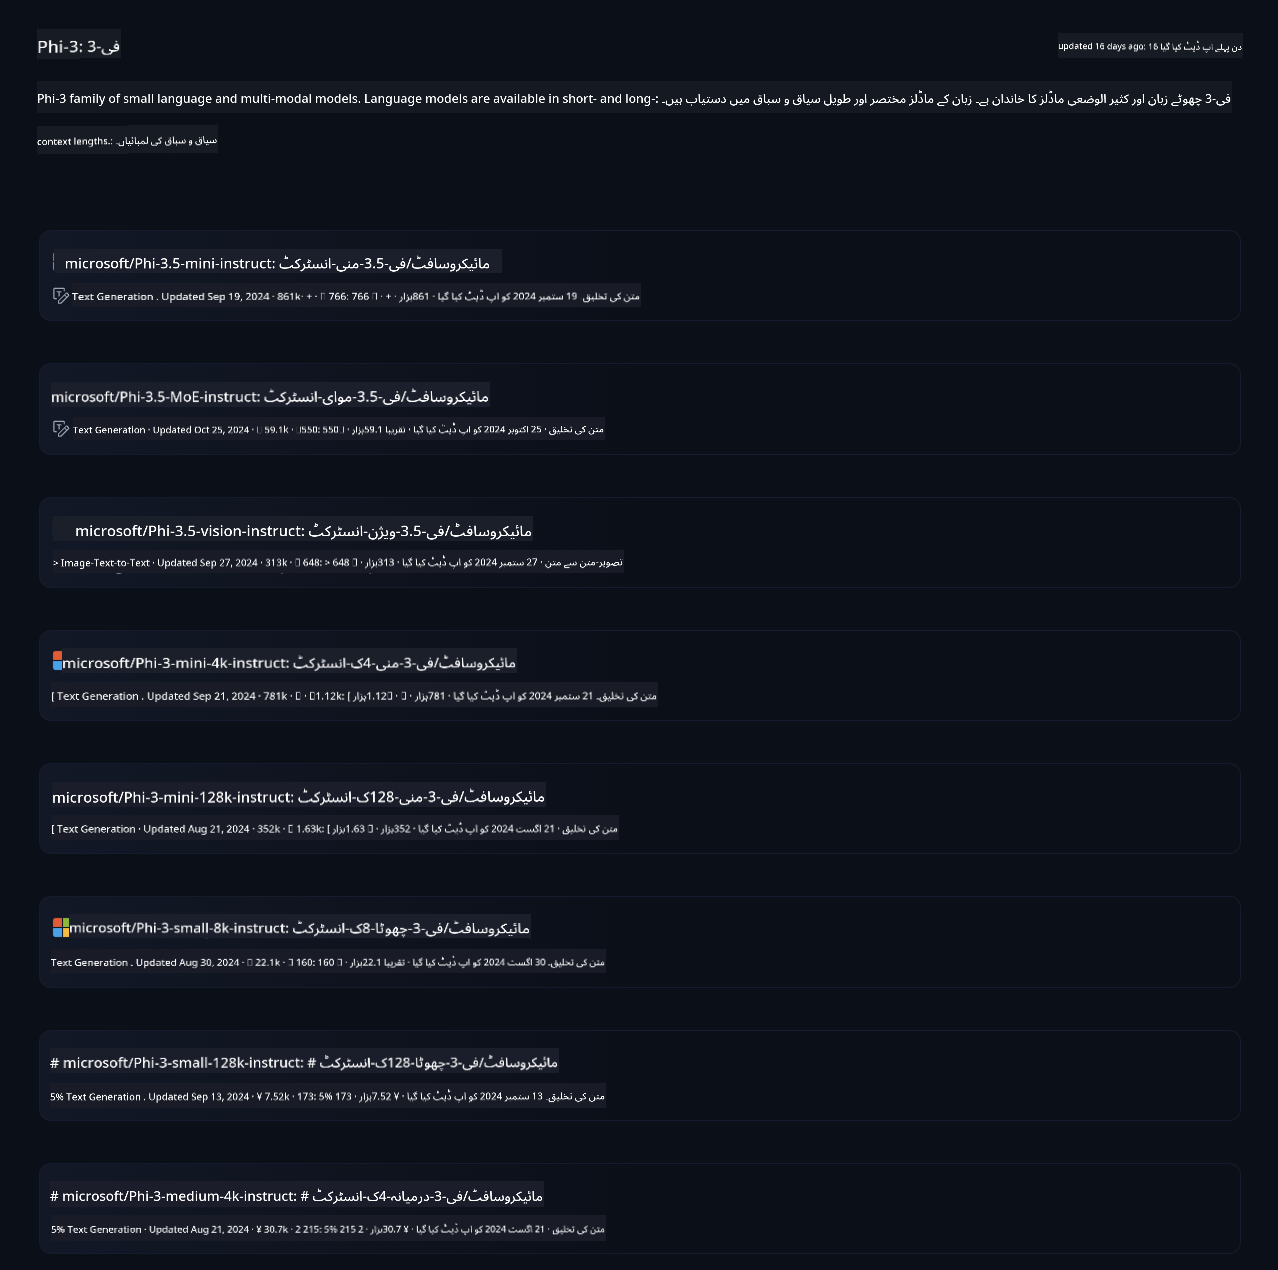 Phi-3: فی-3
updated 16 days ago: 16 دن پہلے اپ ڈیٹ کیا گیا
Phi-3 family of small language and multi-modal models. Language models are available in short- and long-: فی-3 چھوٹے زبان اور کثیر الوضعی ماڈلز کا خاندان ہے۔ زبان کے ماڈلز مختصر اور طویل سیاق و سباق میں دستیاب ہیں۔
context lengths.: سیاق و سباق کی لمبائیاں۔
microsoft/Phi-3.5-mini-instruct: مائیکروسافٹ/فی-3.5-منی-انسٹرکٹ
Text Generation . Updated Sep 19, 2024 · 861k· + · 766: 766 · + · متن کی تخلیق 19 ستمبر 2024 کو اپ ڈیٹ کیا گیا · 861ہزار
microsoft/Phi-3.5-MoE-instruct: مائیکروسافٹ/فی-3.5-موای-انسٹرکٹ
Text Generation · Updated Oct 25, 2024 · 59.1k · 550: 550 · متن کی تخلیق · 25 اکتوبر 2024 کو اپ ڈیٹ کیا گیا · تقریبا 59.1ہزار
microsoft/Phi-3.5-vision-instruct: مائیکروسافٹ/فی-3.5-ویژن-انسٹرکٹ
> Image-Text-to-Text · Updated Sep 27, 2024 · 313k · 648: > 648 · تصویر-متن سے متن · 27 ستمبر 2024 کو اپ ڈیٹ کیا گیا · 313ہزار
microsoft/Phi-3-mini-4k-instruct: مائیکروسافٹ/فی-3-منی-4ک-انسٹرکٹ
[ Text Generation . Updated Sep 21, 2024 · 781k · · 1.12k: [ متن کی تخلیق۔ 21 ستمبر 2024 کو اپ ڈیٹ کیا گیا · 781ہزار · · 1.12ہزار
microsoft/Phi-3-mini-128k-instruct: مائیکروسافٹ/فی-3-منی-128ک-انسٹرکٹ
[ Text Generation · Updated Aug 21, 2024 · 352k · 1.63k: [ متن کی تخلیق · 21 اگست 2024 کو اپ ڈیٹ کیا گیا · 352ہزار · 1.63ہزار
microsoft/Phi-3-small-8k-instruct: مائیکروسافٹ/فی-3-چھوٹا-8ک-انسٹرکٹ
Text Generation . Updated Aug 30, 2024 · 22.1k · 160: 160 · متن کی تخلیق۔ 30 اگست 2024 کو اپ ڈیٹ کیا گیا · تقریبا 22.1ہزار
# microsoft/Phi-3-small-128k-instruct: # مائیکروسافٹ/فی-3-چھوٹا-128ک-انسٹرکٹ
5% Text Generation . Updated Sep 13, 2024 · ¥ 7.52k · 173: 5% متن کی تخلیق۔ 13 ستمبر 2024 کو اپ ڈیٹ کیا گیا · ¥ 7.52ہزار · 173
# microsoft/Phi-3-medium-4k-instruct: # مائیکروسافٹ/فی-3-درمیانہ-4ک-انسٹرکٹ
5% Text Generation · Updated Aug 21, 2024 · ¥ 30.7k · 2 215: 5% متن کی تخلیق · 21 اگست 2024 کو اپ ڈیٹ کیا گیا · ¥ 30.7ہزار · 2 215